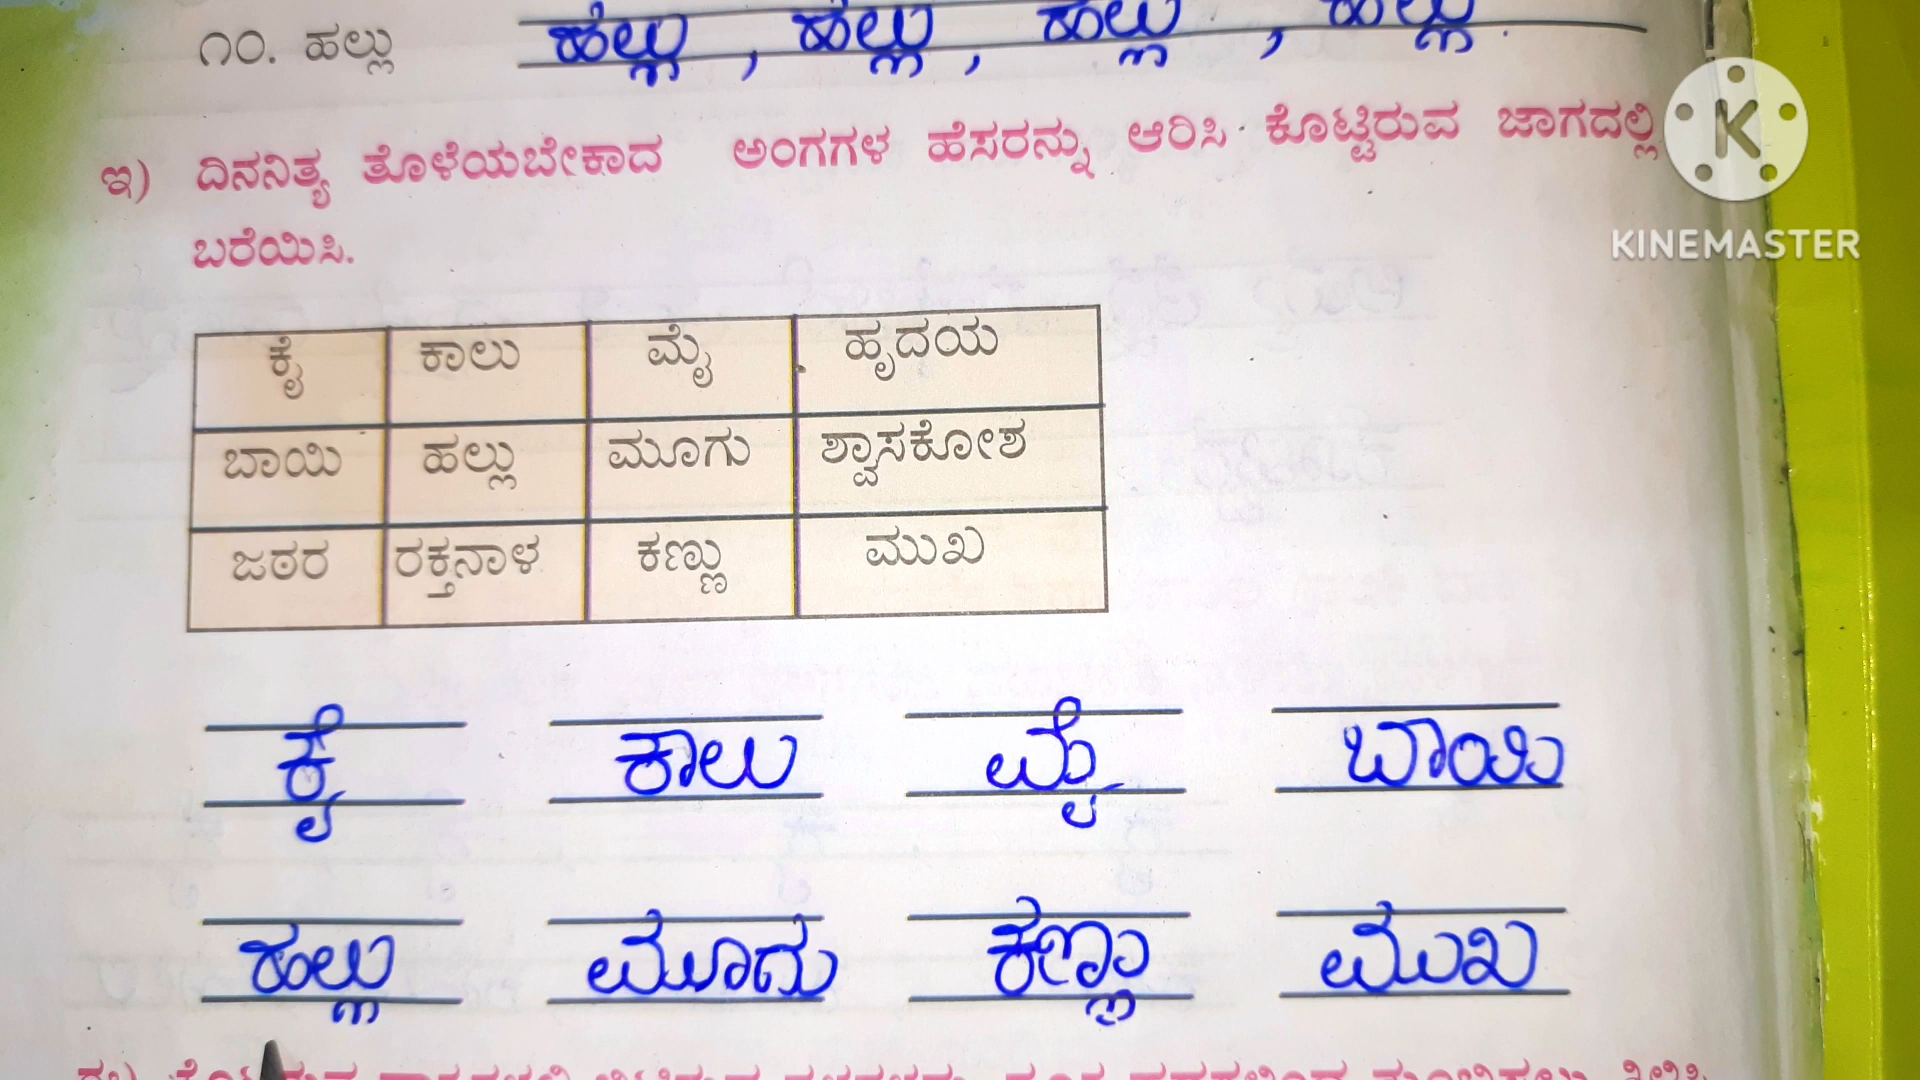 ೧೦. ಹಲ್ಲು ಹಲ್ಲು , ಹಲ್ಲು , ಹಲ್ಲು , ಹಲ್ಲು .
ಇ) ದಿನನಿತ್ಯ ತೊಳೆಯಬೇಕಾದ ಅಂಗಗಳ ಹೆಸರನ್ನು ಆರಿಸಿ ಕೊಟ್ಟಿರುವ ಜಾಗದಲ್ಲಿ
ಬರೆಯಿಸಿ.
KINEMASTER
ಕೈ ಕಾಲು ಮೈ ಹೃದಯ
ಬಾಯಿ ಹಲ್ಲು ಮೂಗು ಶ್ವಾಸಕೋಶ
ಜಠರ ರಕ್ತನಾಳ ಕಣ್ಣು ಮುಖ
ಕೈ ಕಾಲು ಮೈ ಬಾಯಿ
ಹಲ್ಲು ಮೂಗು ಕಣ್ಣು ಮುಖ